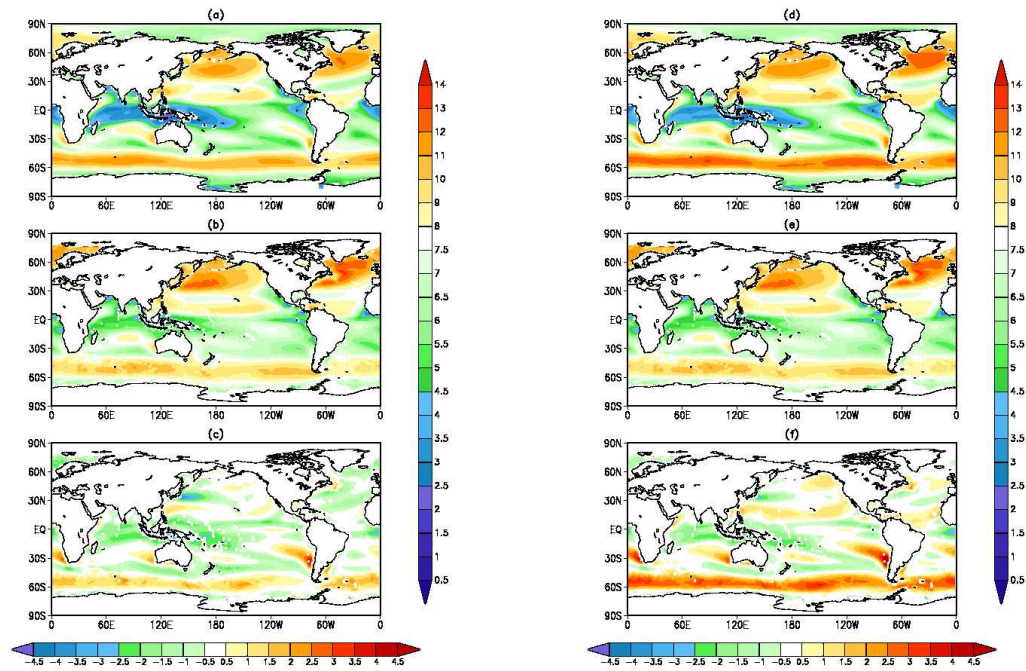 (a)
90N
60N
30N
EQ
30S
60S
90S
0 60E 120E 180 120W 60W 0
(b)
90N
60N
30N
EQ
30S
60S
90S
0 60E 120E 180 120W 60W 0
(c)
90N
60N
30N
EQ
30S
60S
90S
0 60E 120E 180 120W 60W 0
14
13
12
11
10
9
8
7.5
7
6.5
6
5.5
5
4.5
4
3.5
3
2.5
2
1.5
1
0.5
-4.5 -4 -3.5 -3 -2.5 -2 -1.5 -1 -0.5 0.5 1 1.5 2 2.5 3 3.5 4 4.5
(d)
90N
60N
30N
EQ
30S
60S
90S
0 60E 120E 180 120W 60W 0
(e)
90N
60N
30N
EQ
30S
60S
90S
0 60E 120E 180 120W 60W 0
(f)
90N
60N
30N
EQ
30S
60S
90S
0 60E 120E 180 120W 60W 0
14
13
12
11
10
9
8
7.5
7
6.5
6
5.5
5
4.5
4
3.5
3
2.5
2
1.5
1
0.5
-4.5 -4 -3.5 -3 -2.5 -2 -1.5 -1 -0.5 0.5 1 1.5 2 2.5 3 3.5 4 4.5